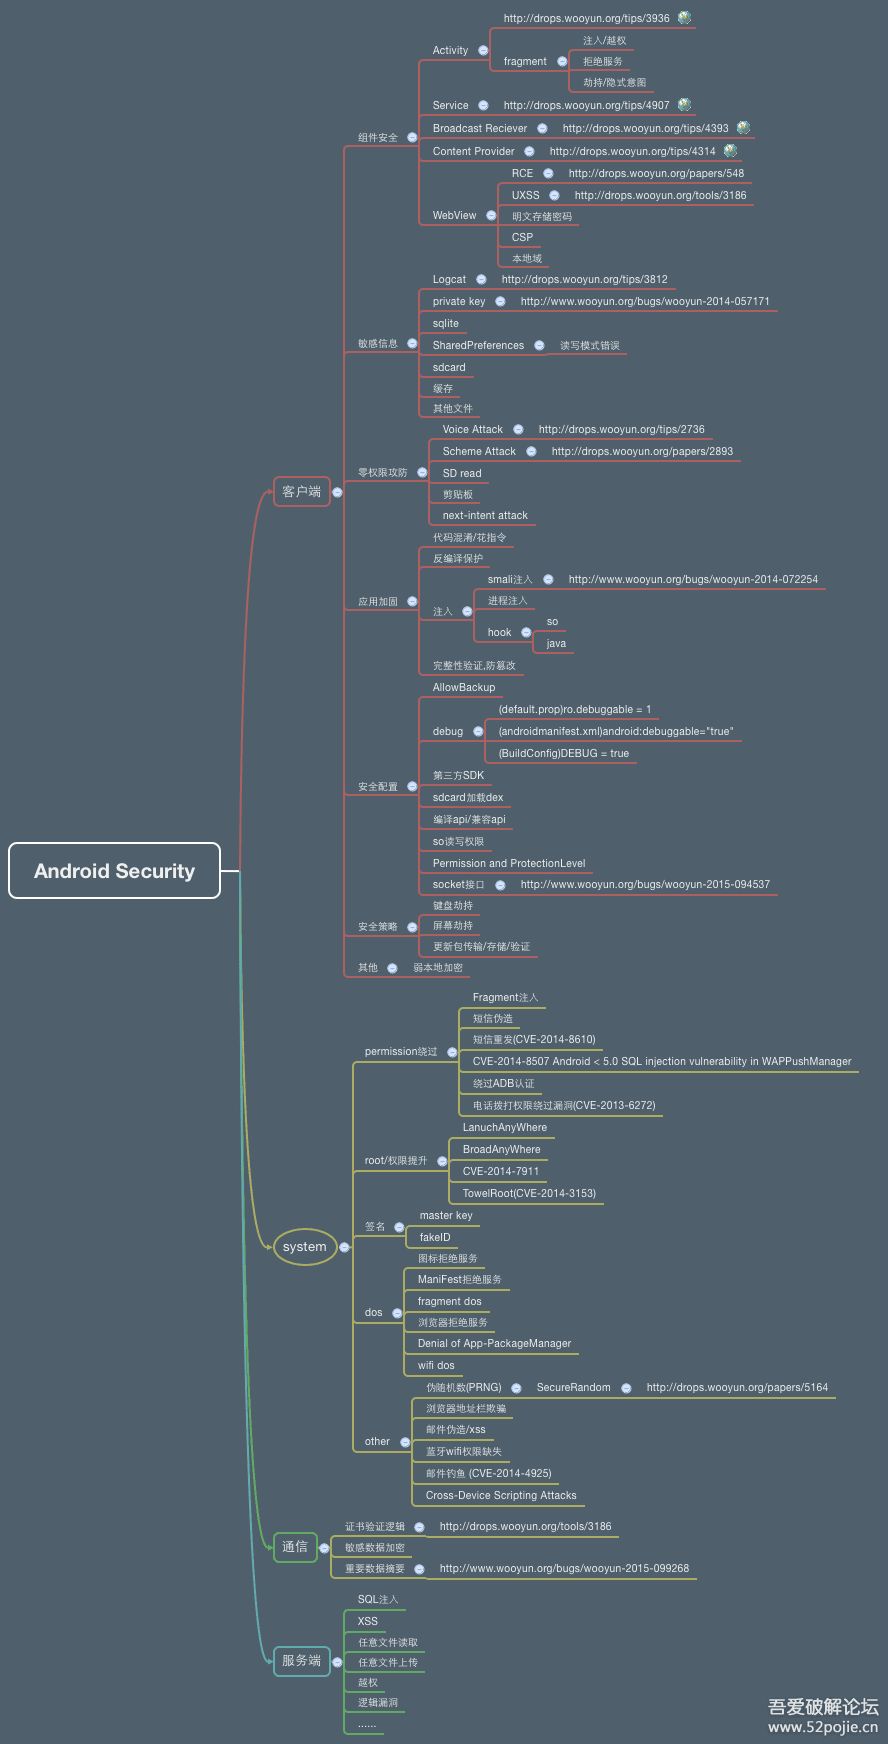 Android Security
客户端
组件安全
Activity
http://drops.wooyun.org/tips/3936
fragment
注入/越权
拒绝服务
劫持/隐式意图
Service
http://drops.wooyun.org/tips/4907
Broadcast Reciever
http://drops.wooyun.org/tips/4393
Content Provider
http://drops.wooyun.org/tips/4314
WebView
RCE
http://drops.wooyun.org/papers/548
UXSS
http://drops.wooyun.org/tools/3186
明文存储密码
CSP
本地域
敏感信息
Logcat
http://drops.wooyun.org/tips/3812
private key
http://www.wooyun.org/bugs/wooyun-2014-057171
sqlite
SharedPreferences
读写模式错误
sdcard
缓存
其他文件
零权限攻防
Voice Attack
http://drops.wooyun.org/tips/2736
Scheme Attack
http://drops.wooyun.org/papers/2893
SD read
剪贴板
next-intent attack
应用加固
代码混淆/花指令
反编译保护
注入
smali注入
http://www.wooyun.org/bugs/wooyun-2014-072254
进程注入
hook
so
java
完整性验证,防篡改
安全配置
AllowBackup
debug
(default.prop)ro.debuggable = 1
(androidmanifest.xml)android:debuggable="true"
(BuildConfig)DEBUG = true
第三方SDK
sdcard加载dex
编译api/兼容api
so读写权限
Permission and ProtectionLevel
socket接口
http://www.wooyun.org/bugs/wooyun-2015-094537
安全策略
键盘劫持
屏幕劫持
更新包传输/存储/验证
其他
弱本地加密
system
permission绕过
Fragment注入
短信伪造
短信重发(CVE-2014-8610)
CVE-2014-8507 Android < 5.0 SQL injection vulnerability in WAPPushManager
绕过ADB认证
电话拨打权限绕过漏洞(CVE-2013-6272)
root/权限提升
LanuchAnyWhere
BroadAnyWhere
CVE-2014-7911
TowelRoot(CVE-2014-3153)
签名
master key
fakeID
dos
图标拒绝服务
ManiFest拒绝服务
fragment dos
浏览器拒绝服务
Denial of App-PackageManager
wifi dos
other
伪随机数(PRNG)
SecureRandom
http://drops.wooyun.org/papers/5164
浏览器地址栏欺骗
邮件伪造/xss
蓝牙wifi权限缺失
邮件钓鱼 (CVE-2014-4925)
Cross-Device Scripting Attacks
通信
证书验证逻辑
http://drops.wooyun.org/tools/3186
敏感数据加密
重要数据摘要
http://www.wooyun.org/bugs/wooyun-2015-099268
服务端
SQL注入
XSS
任意文件读取
任意文件上传
越权
逻辑漏洞
......
吾爱破解论坛
www.52pojie.cn